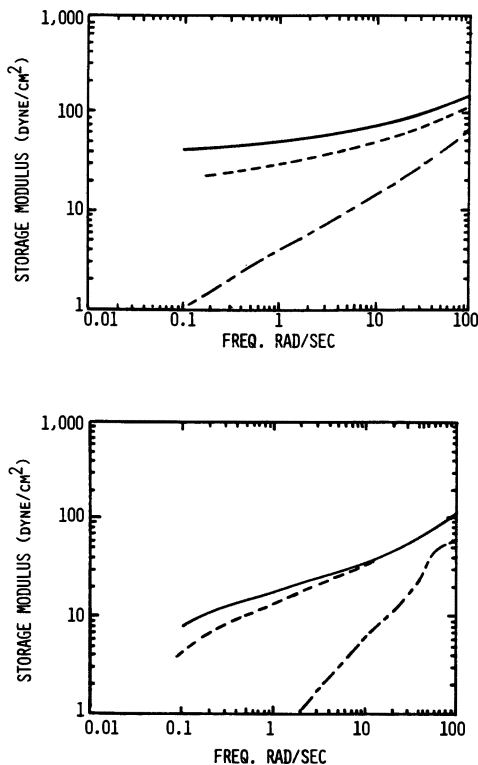 1,000
100
10
1
STORAGE MODULUS (DYNE/CM²)
0.01 0.1 1 10 100
FREQ. RAD/SEC
1,000
100
10
1
STORAGE MODULUS (DYNE/CM²)
0.01 0.1 1 10 100
FREQ. RAD/SEC